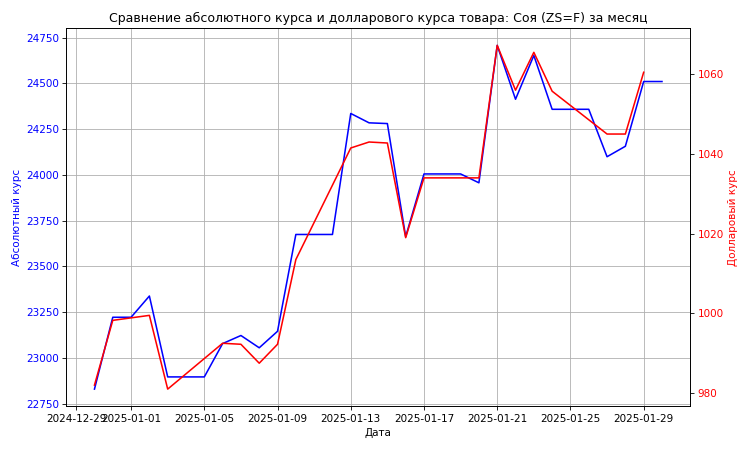 Сравнение абсолютного курса и долларового курса товара: Соя (ZS=F) за месяц
24750
24500
24250
24000
23750
23500
23250
23000
22750
Абсолютный курс
1060
1040
1020
1000
980
Долларовый курс
2024-12-29 2025-01-01 2025-01-05 2025-01-09 2025-01-13 2025-01-17 2025-01-21 2025-01-25 2025-01-29
Дата